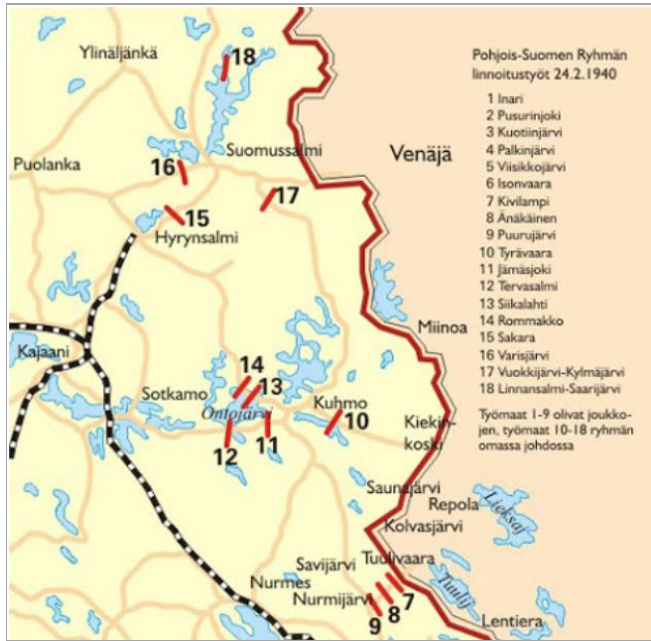 Ylinäljänkä
18
Pohjois-Suomen Ryhmän
linnoitustyöt 24.2.1940
1 Inari
2 Pusurinjoki
3 Kuotiinjärvi
4 Palkinjärvi
5 Viisikkojärvi
6 Isonvaara
7 Kivilampi
8 Änäkäinen
9 Puurujärvi
10 Tyrävaara
11 Jämäsjoki
12 Tervasalmi
13 Siikalahti
14 Rommakko
15 Sakara
16 Varisjärvi
17 Vuokkijärvi-Kylmäjärvi
18 Linnansalmi-Saarijärvi
Työmaat 1-9 olivat joukko-
jen, työmaat 10-18 ryhmän
omassa johdossa
Puolanka
16
Suomussalmi
Venäjä
17
15
Hyrynsalmi
Miinoa
Kajaani
14
13
Sotkamo
Ontojärvi
Kuhmo
10
Kiekin-
koski
12
11
Saunajärvi
Repola
Lieksaj
Kolvasjärvi
Savijärvi
Tuulivaara
Nurmes
Nurmijärvi
7
8
9
Tuulij
Lentiera